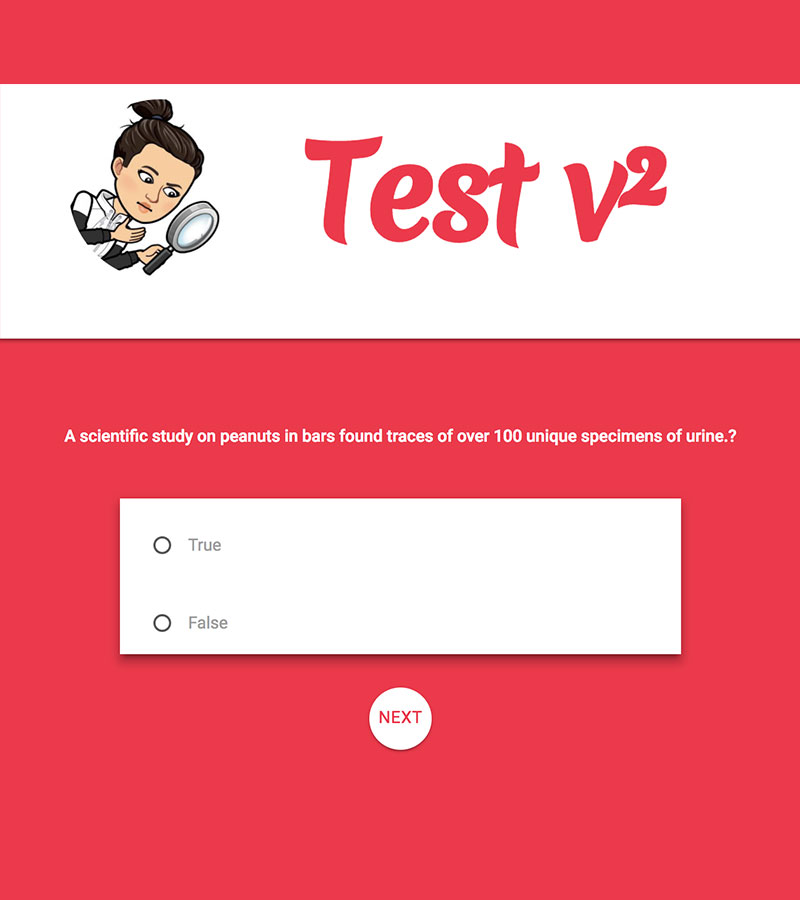 Test v²
A scientific study on peanuts in bars found traces of over 100 unique specimens of urine.?
True
False
NEXT